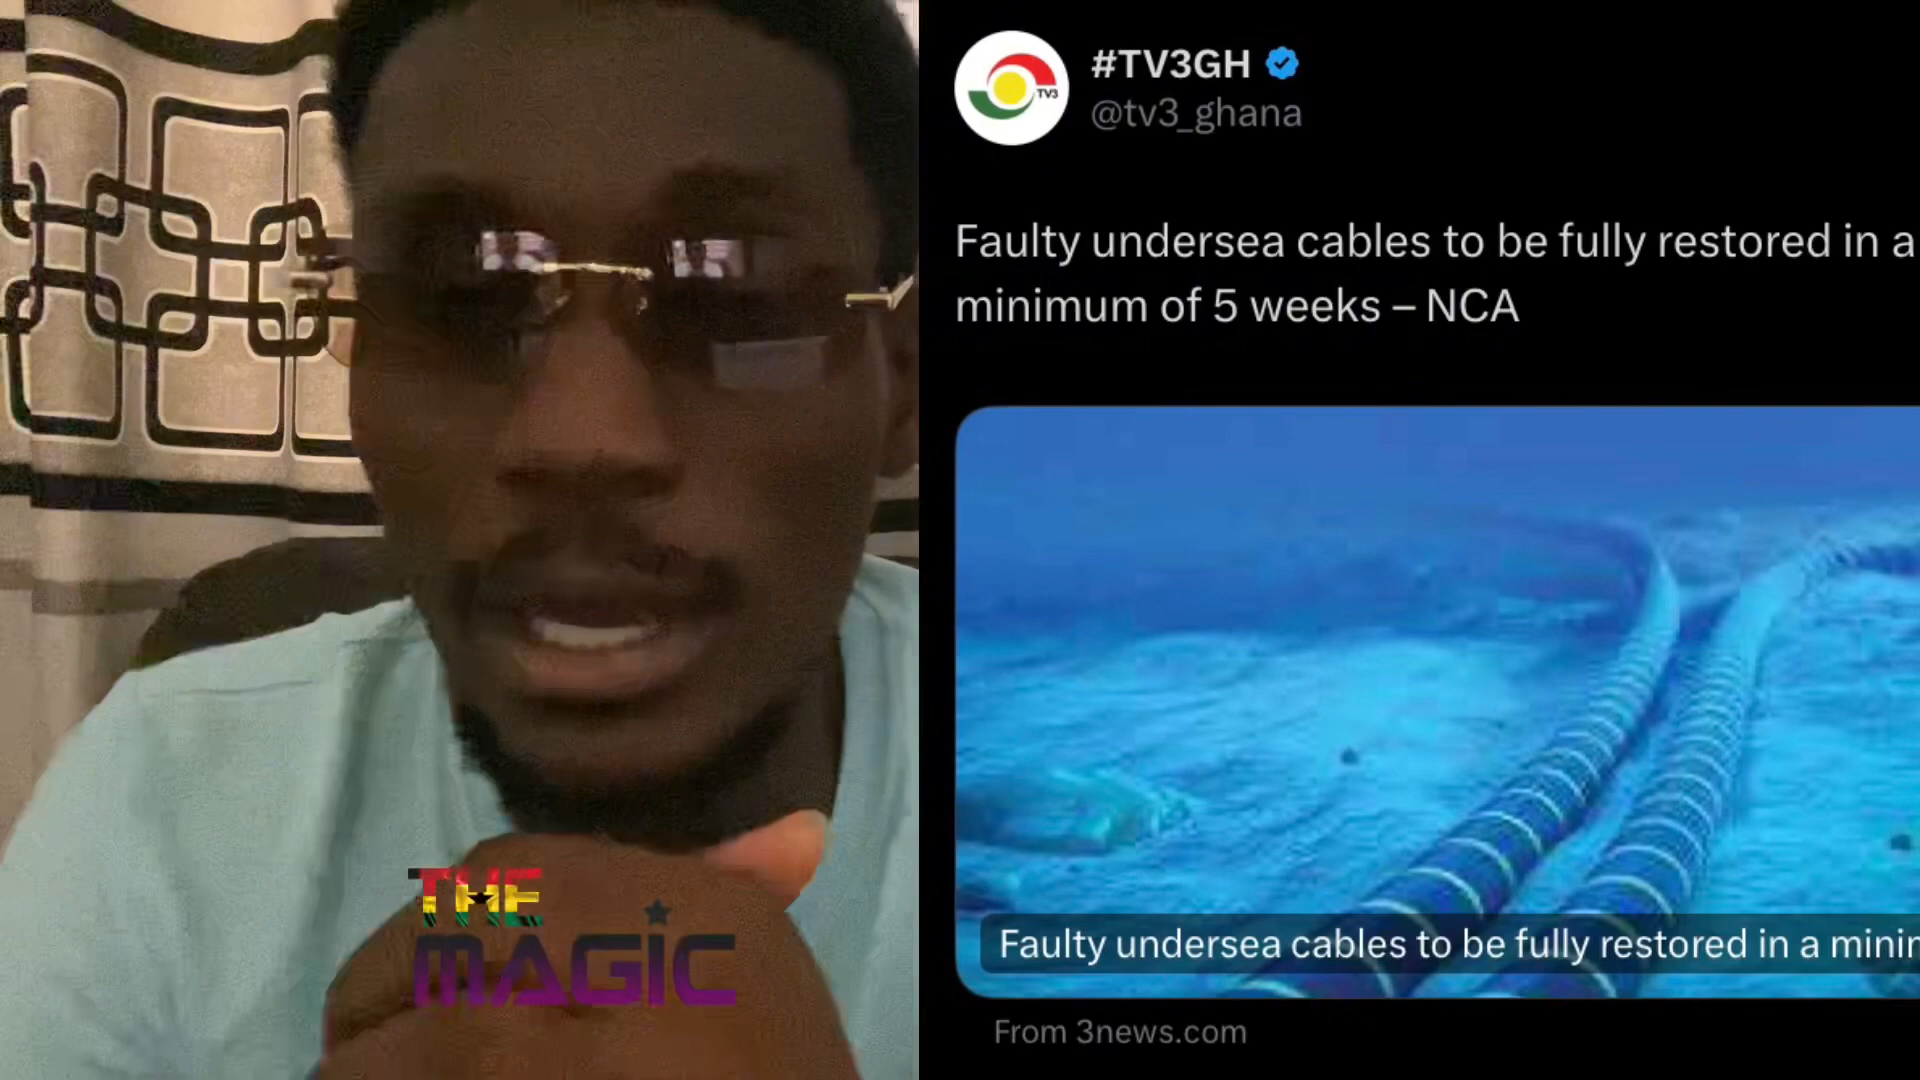 #TV3GH
TV3
@tv3_ghana
Faulty undersea cables to be fully restored in a
minimum of 5 weeks – NCA
Faulty undersea cables to be fully restored in a
From 3news.com
THE
MAGIC